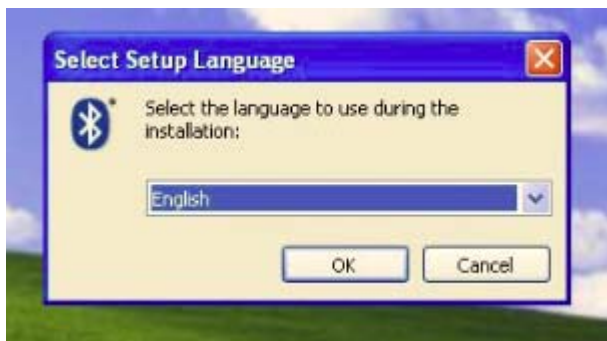 Select Setup Language
Select the language to use during the
installation:
English
OK
Cancel